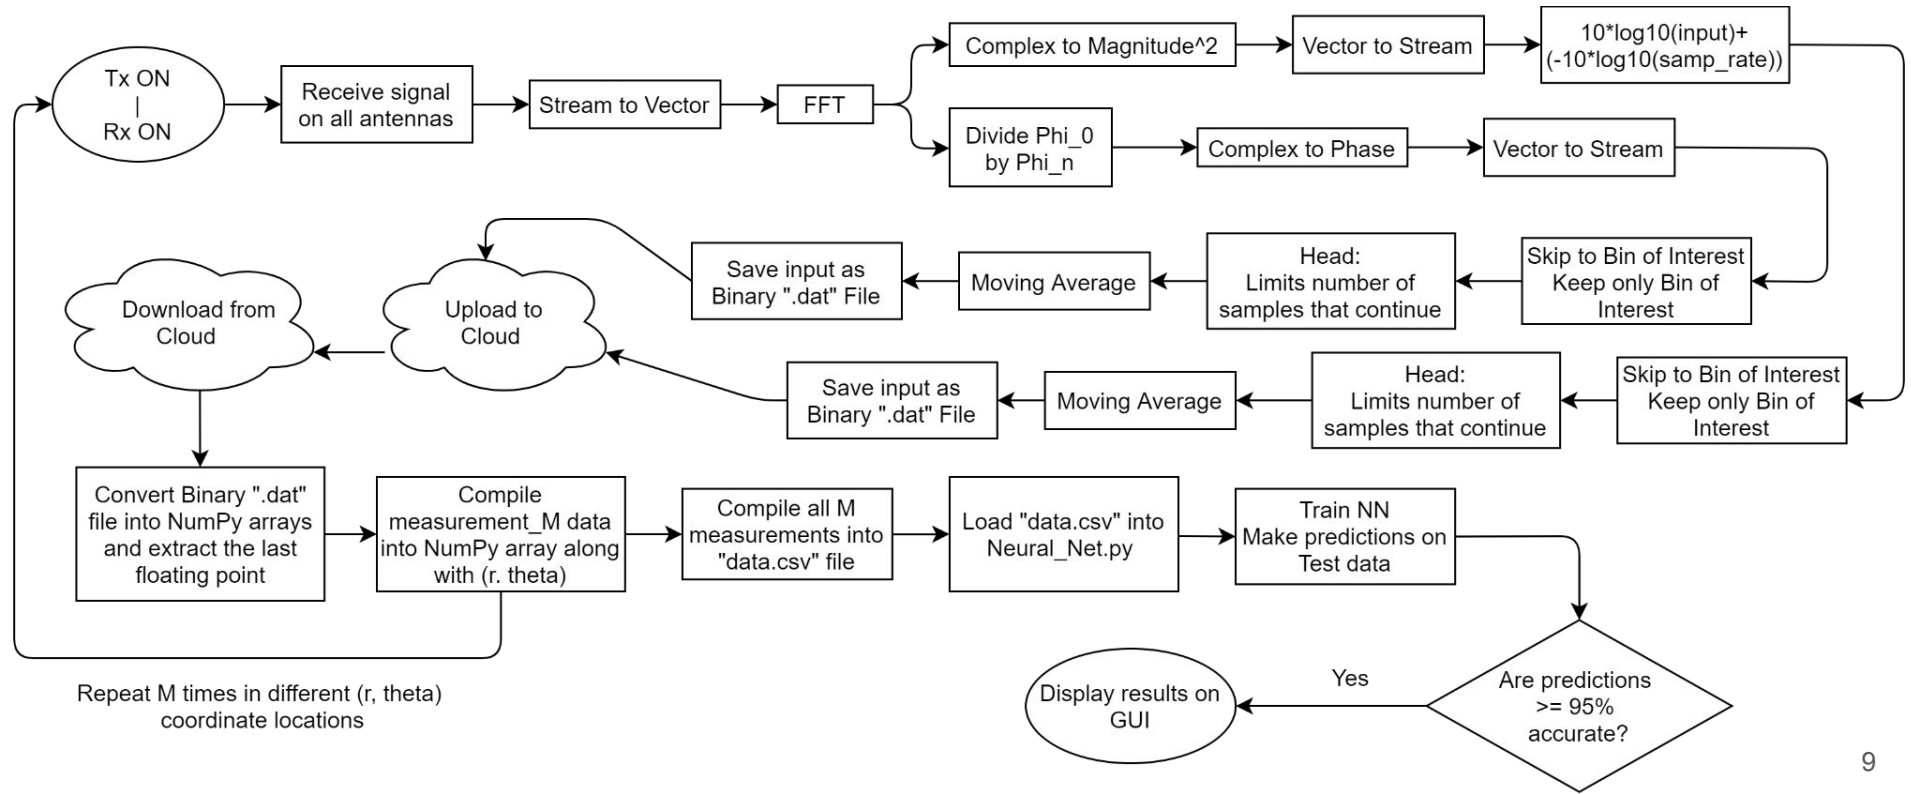 Tx ON
|
Rx ON
Receive signal
on all antennas
Stream to Vector
FFT
Complex to Magnitude^2
Vector to Stream
10*log10(input)+
(-10*log10(samp_rate))
Divide Phi_0
by Phi_n
Complex to Phase
Vector to Stream
Skip to Bin of Interest
Keep only Bin of
Interest
Head:
Limits number of
samples that continue
Moving Average
Save input as
Binary ".dat" File
Skip to Bin of Interest
Keep only Bin of
Interest
Head:
Limits number of
samples that continue
Moving Average
Save input as
Binary ".dat" File
Upload to
Cloud
Download from
Cloud
Convert Binary ".dat"
file into NumPy arrays
and extract the last
floating point
Compile
measurement_M data
into NumPy array along
with (r. theta)
Compile all M
measurements into
"data.csv" file
Load "data.csv" into
Neural_Net.py
Train NN
Make predictions on
Test data
Are predictions
>= 95%
accurate?
Yes
Display results on
GUI
Repeat M times in different (r, theta)
coordinate locations
9